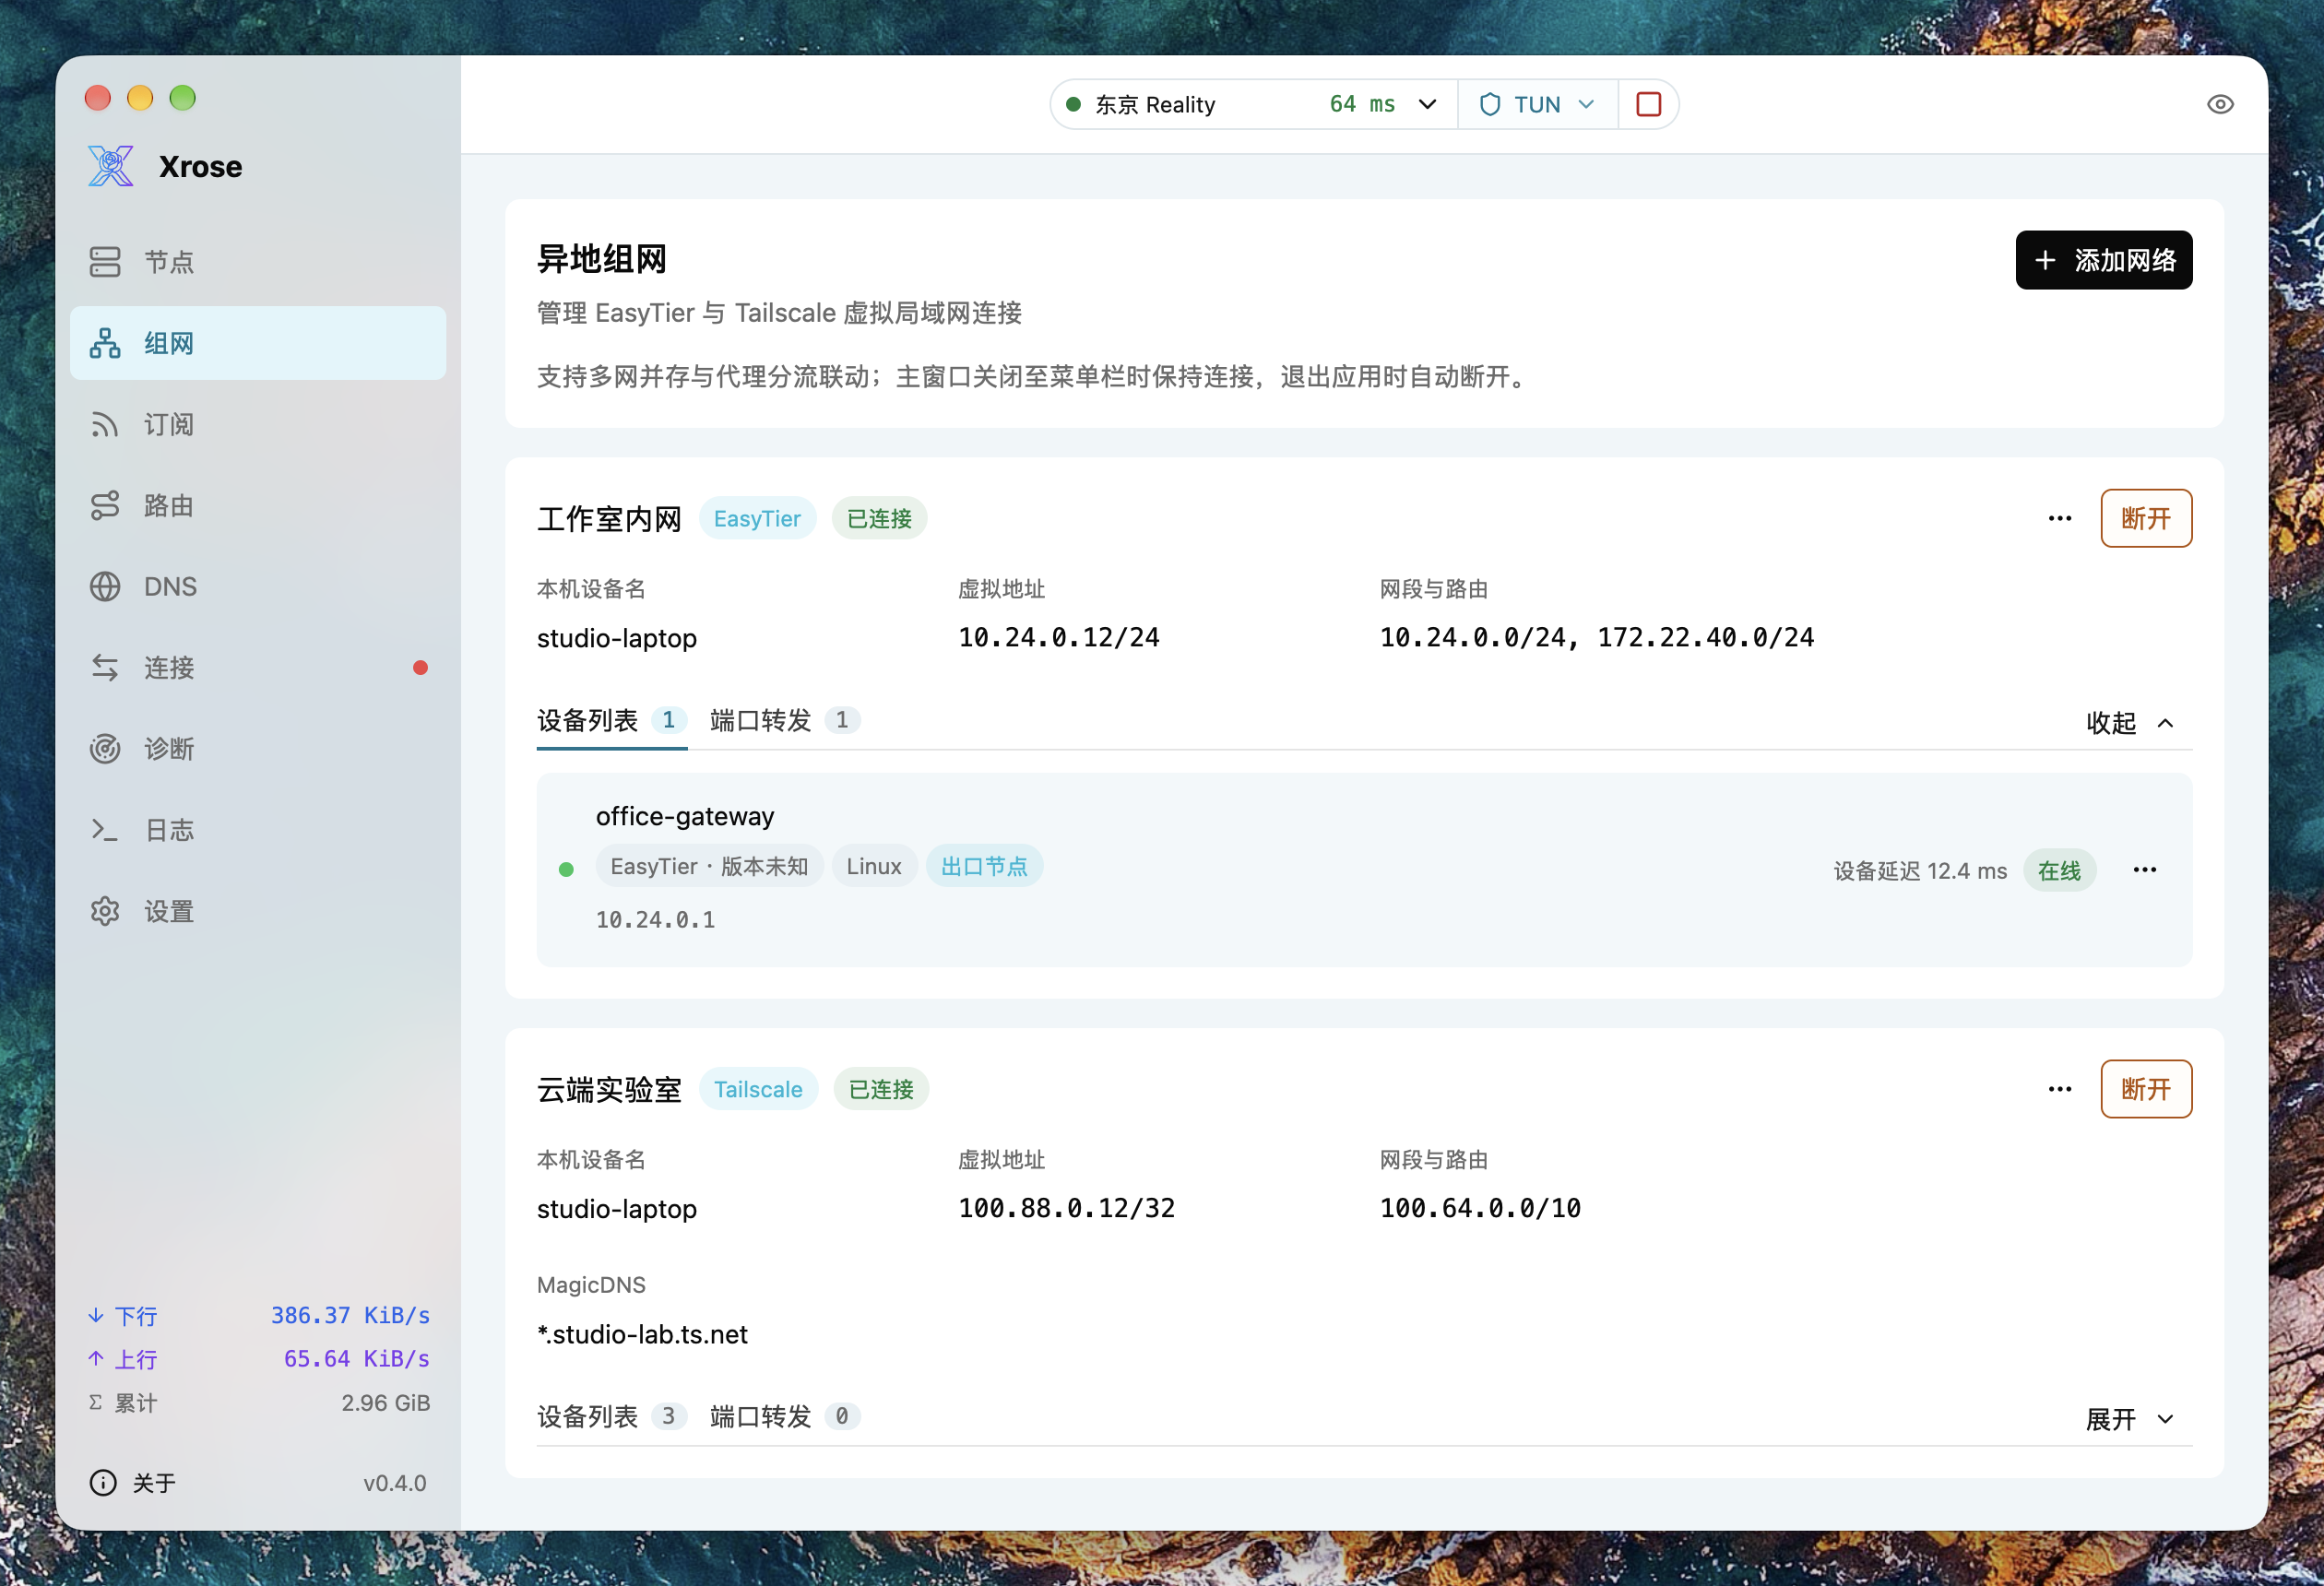 Xrose
节点
组网
订阅
路由
DNS
连接
诊断
日志
设置
↓ 下行 386.37 KiB/s
↑ 上行 65.64 KiB/s
Σ 累计 2.96 GiB
关于 v0.4.0
东京 Reality 64 ms TUN
异地组网
+ 添加网络
管理 EasyTier 与 Tailscale 虚拟局域网连接
支持多网并存与代理分流联动；主窗口关闭至菜单栏时保持连接，退出应用时自动断开。
工作室内网 EasyTier 已连接 ··· 断开
本机设备名 虚拟地址 网段与路由
studio-laptop 10.24.0.12/24 10.24.0.0/24, 172.22.40.0/24
设备列表 1 端口转发 1 收起
office-gateway
EasyTier · 版本未知 Linux 出口节点
设备延迟 12.4 ms 在线 ···
10.24.0.1
云端实验室 Tailscale 已连接 ··· 断开
本机设备名 虚拟地址 网段与路由
studio-laptop 100.88.0.12/32 100.64.0.0/10
MagicDNS
*.studio-lab.ts.net
设备列表 3 端口转发 0 展开